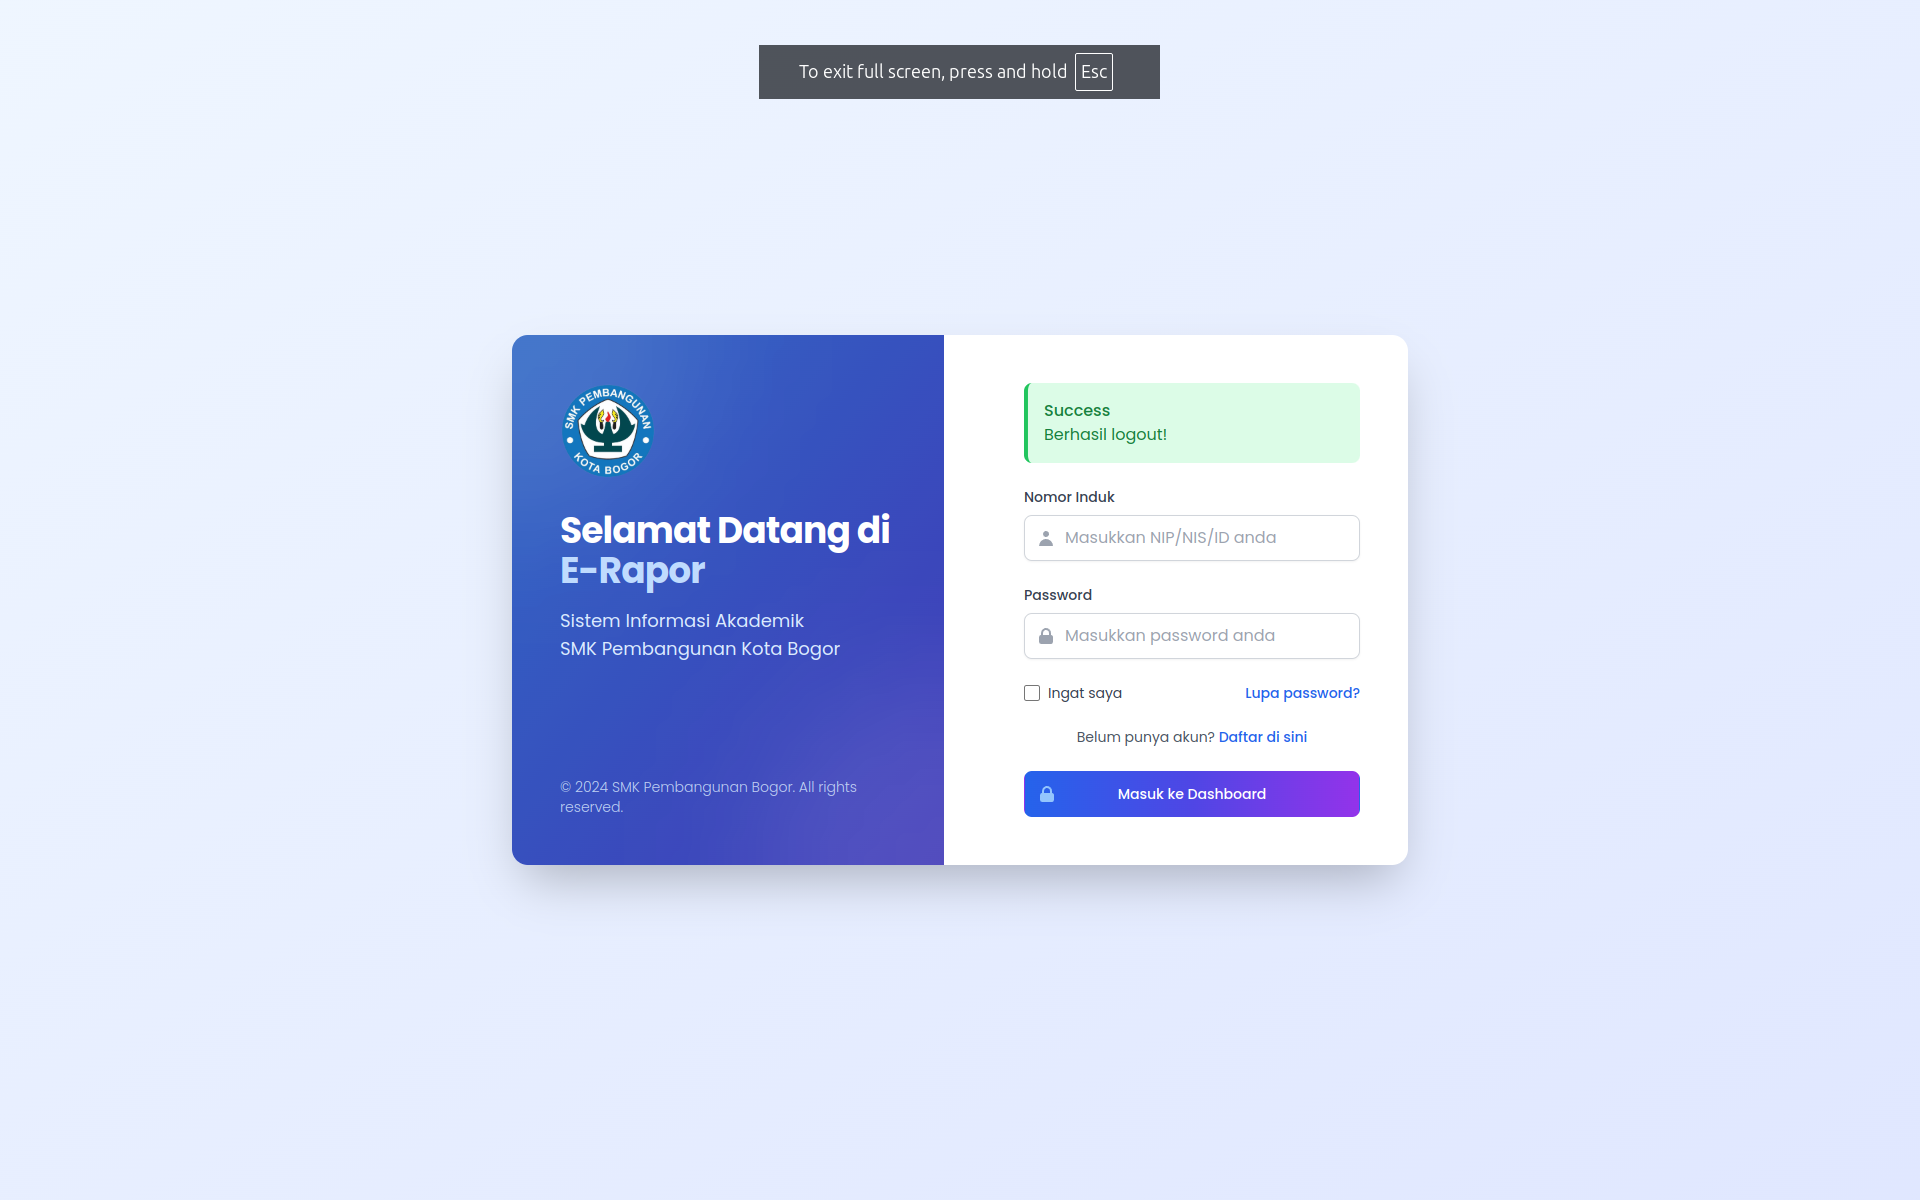 To exit full screen, press and hold Esc
SMK PEMBANGUNAN
KOTA BOGOR
Selamat Datang di
E-Rapor
Sistem Informasi Akademik
SMK Pembangunan Kota Bogor
© 2024 SMK Pembangunan Bogor. All rights
reserved.
Success
Berhasil logout!
Nomor Induk
Masukkan NIP/NIS/ID anda
Password
Masukkan password anda
Ingat saya
Lupa password?
Belum punya akun? Daftar di sini
Masuk ke Dashboard